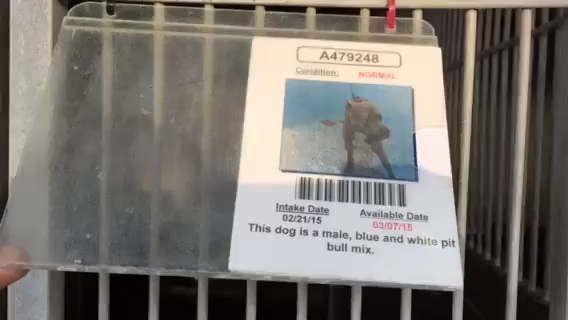 A479248
Condition: NORMAL
Intake Date Available Date
02/21/15 03/07/15
This dog is a male, blue and white pit
bull mix.